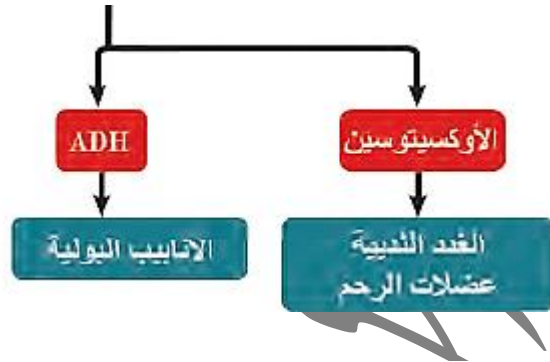 الأوكسيتوسين
ADH
الغدد الثديية
عضلات الرحم
الانابيب البولية